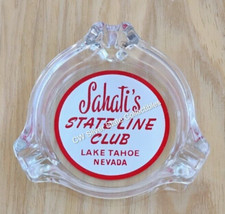 Sahati's
STATE LINE
CLUB
LAKE TAHOE
NEVADA